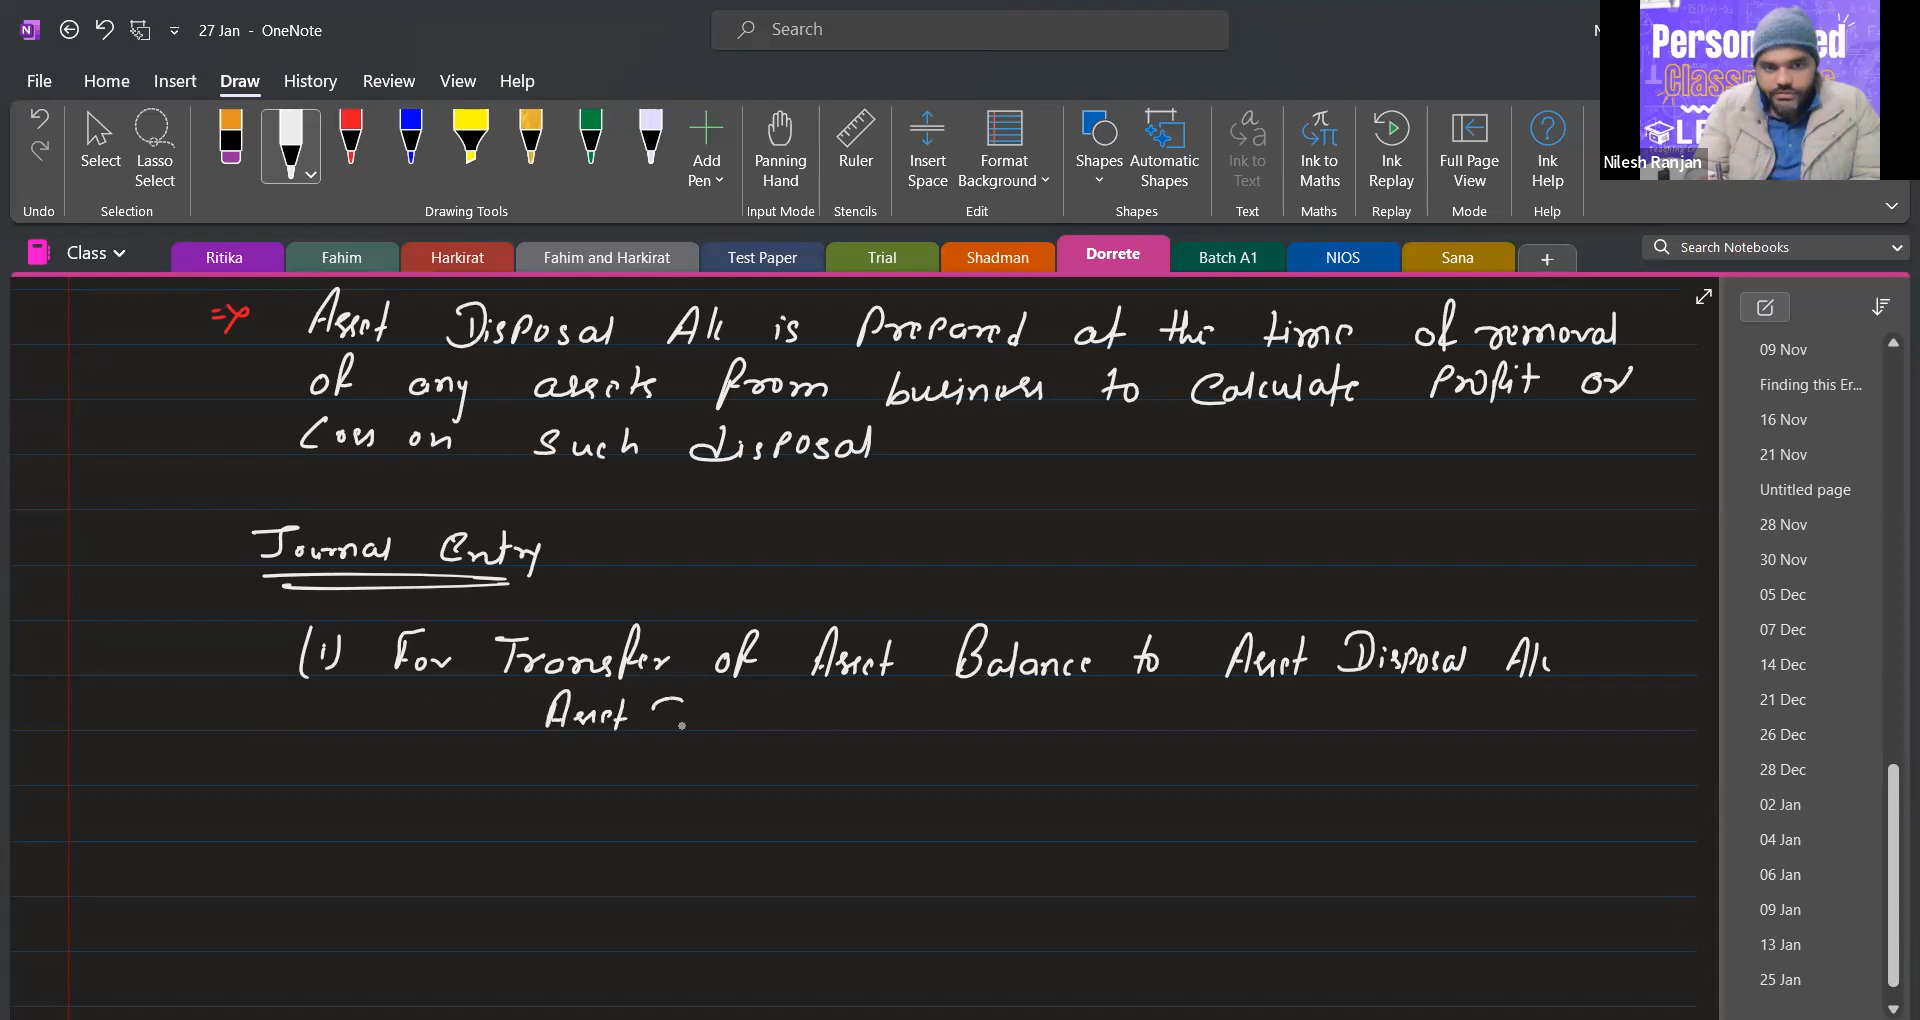 27 Jan - OneNote
Search
N
File Home Insert Draw History Review View Help
Select
Lasso Select
Add Pen
Panning Hand
Ruler
Insert Space
Format Background
Shapes
Automatic Shapes
Ink to Text
Ink to Maths
Ink Replay
Full Page View
Ink Help
Undo Selection Drawing Tools Input Mode Stencils Edit Shapes Text Maths Replay Mode Help
Nilesh Ranjan
Class Ritika Fahim Harkirat Fahim and Harkirat Test Paper Trial Shadman Dorrete Batch A1 NIOS Sana +
Search Notebooks
=> Asset Disposal A/c is prepared at the time of removal
of any assets from business to calculate profit or
Loss on such disposal
Journal Entry
(i) For Transfer of Asset Balance to Asset Disposal A/c
Asset
09 Nov
Finding this Er...
16 Nov
21 Nov
Untitled page
28 Nov
30 Nov
05 Dec
07 Dec
14 Dec
21 Dec
26 Dec
28 Dec
02 Jan
04 Jan
06 Jan
09 Jan
13 Jan
25 Jan